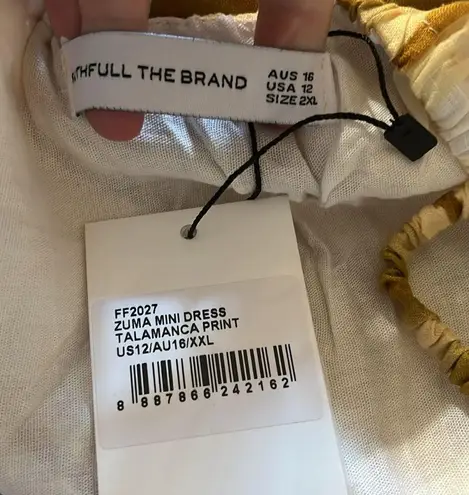 THFULL THE BRAND
AUS 16
USA 12
SIZE 2XL
FF2027
ZUMA MINI DRESS
TALAMANCA PRINT
US12/AU16/XXL
8 887866 242162